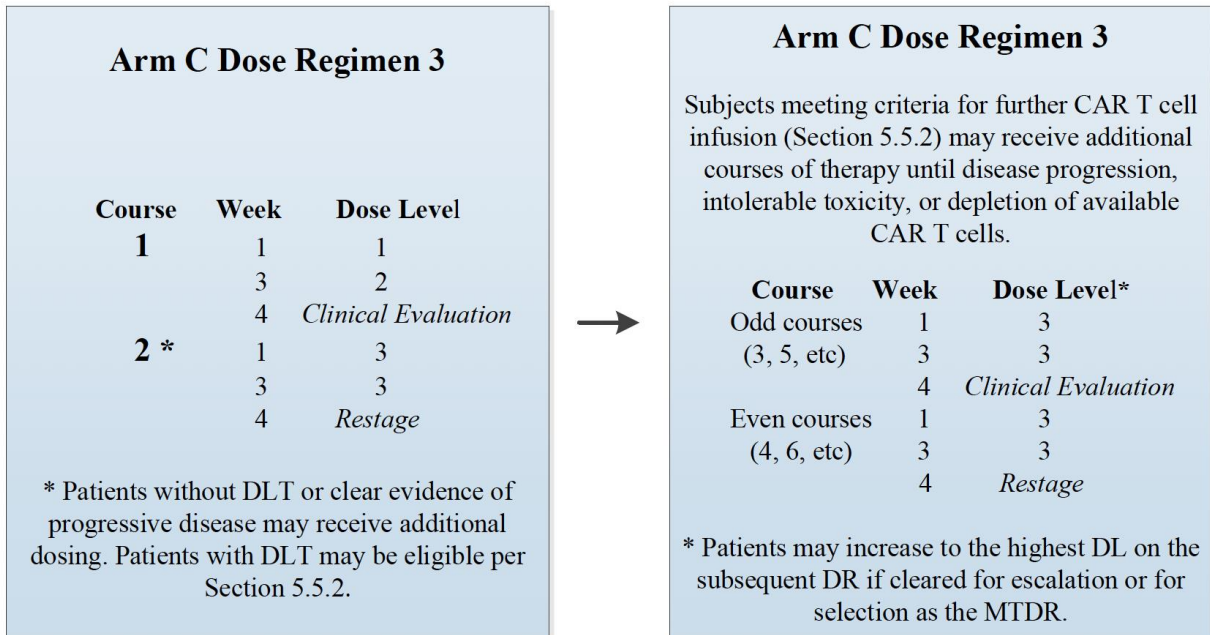 Arm C Dose Regimen 3
Course Week Dose Level
1 1 1
3 2
4 Clinical Evaluation
2 * 1 3
3 3
4 Restage
* Patients without DLT or clear evidence of
progressive disease may receive additional
dosing. Patients with DLT may be eligible per
Section 5.5.2.
Arm C Dose Regimen 3
Subjects meeting criteria for further CAR T cell
infusion (Section 5.5.2) may receive additional
courses of therapy until disease progression,
intolerable toxicity, or depletion of available
CAR T cells.
Course Week Dose Level*
Odd courses 1 3
(3, 5, etc) 3 3
4 Clinical Evaluation
Even courses 1 3
(4, 6, etc) 3 3
4 Restage
* Patients may increase to the highest DL on the
subsequent DR if cleared for escalation or for
selection as the MTDR.